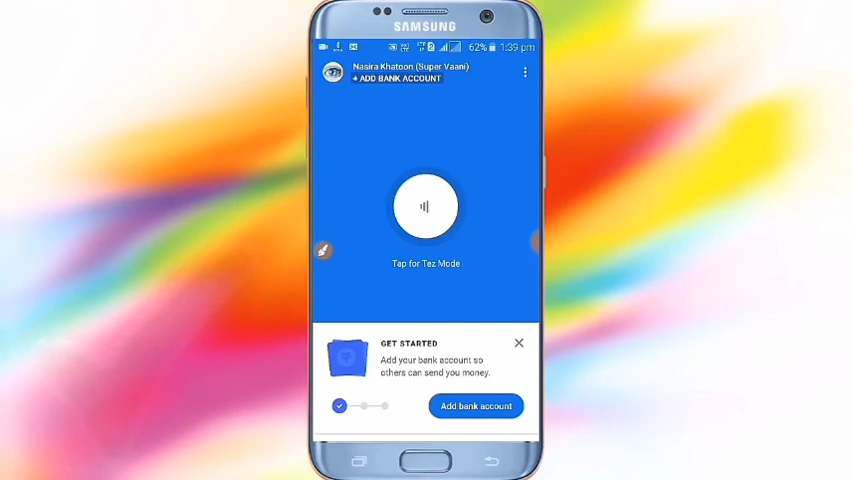 SAMSUNG
62% 1:39 pm
Nasira Khatoon (Super Vaani)
+ ADD BANK ACCOUNT
Tap for Tez Mode
GET STARTED
Add your bank account so
others can send you money.
Add bank account